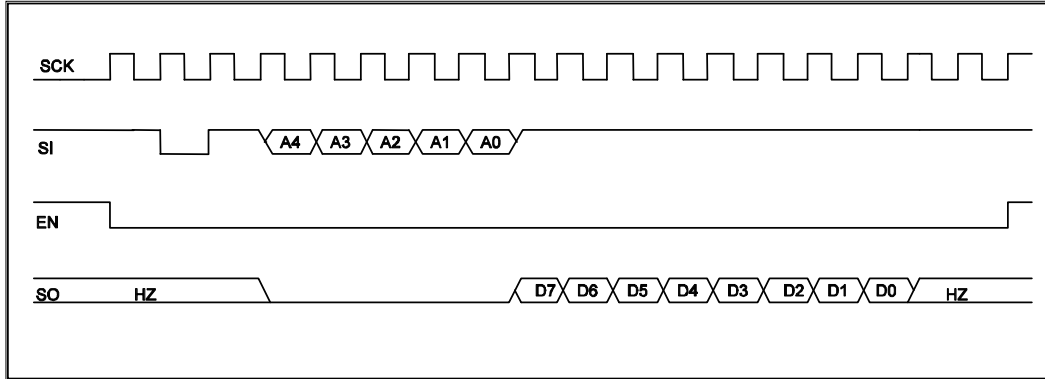 SCK
SI A4 A3 A2 A1 A0
EN
SO HZ D7 D6 D5 D4 D3 D2 D1 D0 HZ